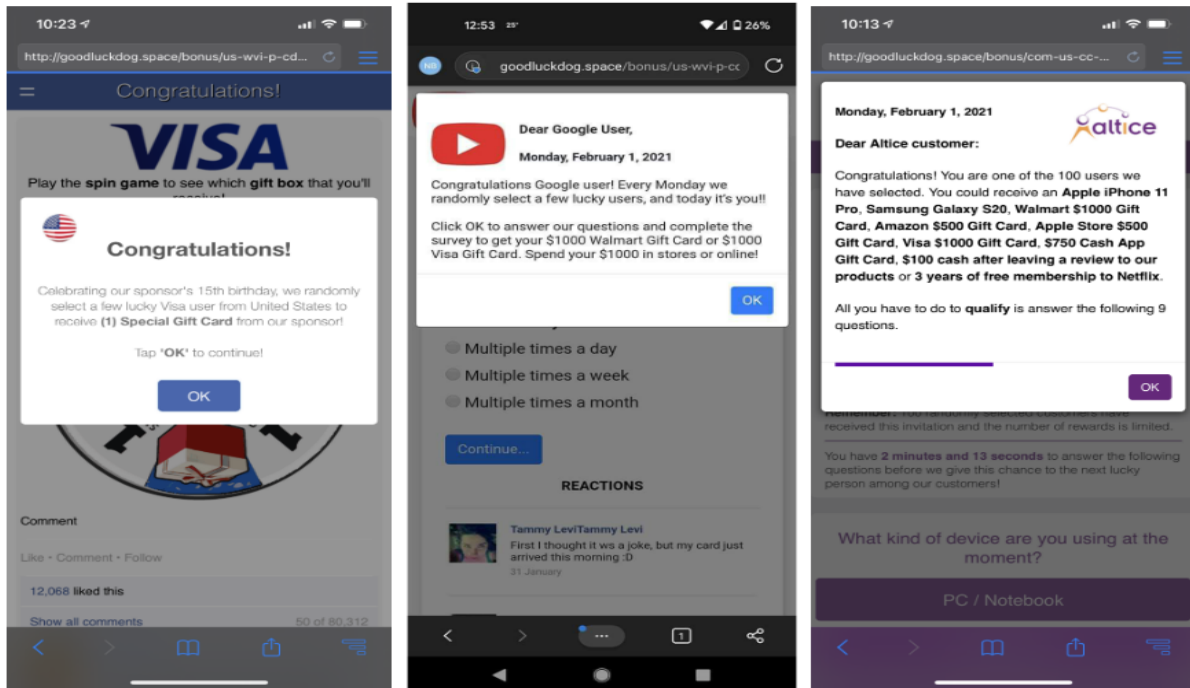 10:23
http://goodluckdog.space/bonus/us-wvi-p-cd...
Congratulations!
VISA
Play the spin game to see which gift box that you'll
receive!
Congratulations!
Celebrating our sponsor's 15th birthday, we randomly
select a few lucky Visa user from United States to
receive (1) Special Gift Card from our sponsor!
Tap 'OK' to continue!
OK
Comment
Like • Comment • Follow
12,068 liked this
Show all comments 50 of 80,312
12:53 25° 26%
ND goodluckdog.space/bonus/us-wvi-p-cc
Dear Google User,
Monday, February 1, 2021
Congratulations Google user! Every Monday we
randomly select a few lucky users, and today it's you!!
Click OK to answer our questions and complete the
survey to get your $1000 Walmart Gift Card or $1000
Visa Gift Card. Spend your $1000 in stores or online!
OK
Multiple times a day
Multiple times a week
Multiple times a month
Continue...
REACTIONS
Tammy LeviTammy Levi
First I thought it ws a joke, but my card just
arrived this morning :D
31 January
1
10:13
http://goodluckdog.space/bonus/com-us-cc-...
Monday, February 1, 2021
altice
Dear Altice customer:
Congratulations! You are one of the 100 users we
have selected. You could receive an Apple iPhone 11
Pro, Samsung Galaxy S20, Walmart $1000 Gift
Card, Amazon $500 Gift Card, Apple Store $500
Gift Card, Visa $1000 Gift Card, $750 Cash App
Gift Card, $100 cash after leaving a review to our
products or 3 years of free membership to Netflix.
All you have to do to qualify is answer the following 9
questions.
OK
Remember: 100 randomly selected customers have
received this invitation and the number of rewards is limited.
You have 2 minutes and 13 seconds to answer the following
questions before we give this chance to the next lucky
person among our customers!
What kind of device are you using at the
moment?
PC / Notebook